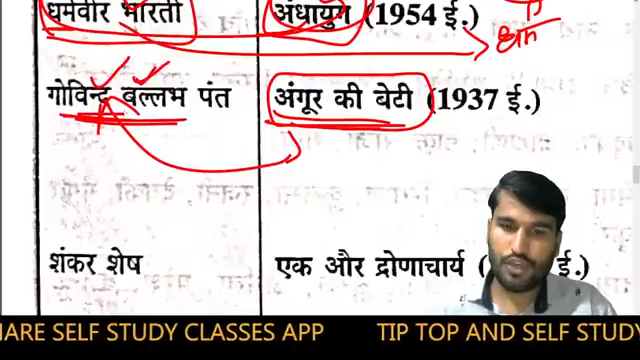 धर्मवीर भारती अंधायुग (1954 ई.)
गोविन्द बल्लभ पंत अंगूर की बेटी (1937 ई.)
शंकर शेष एक और द्रोणाचार्य ( ई.)
HARE SELF STUDY CLASSES APP TIP TOP AND SELF STUDY